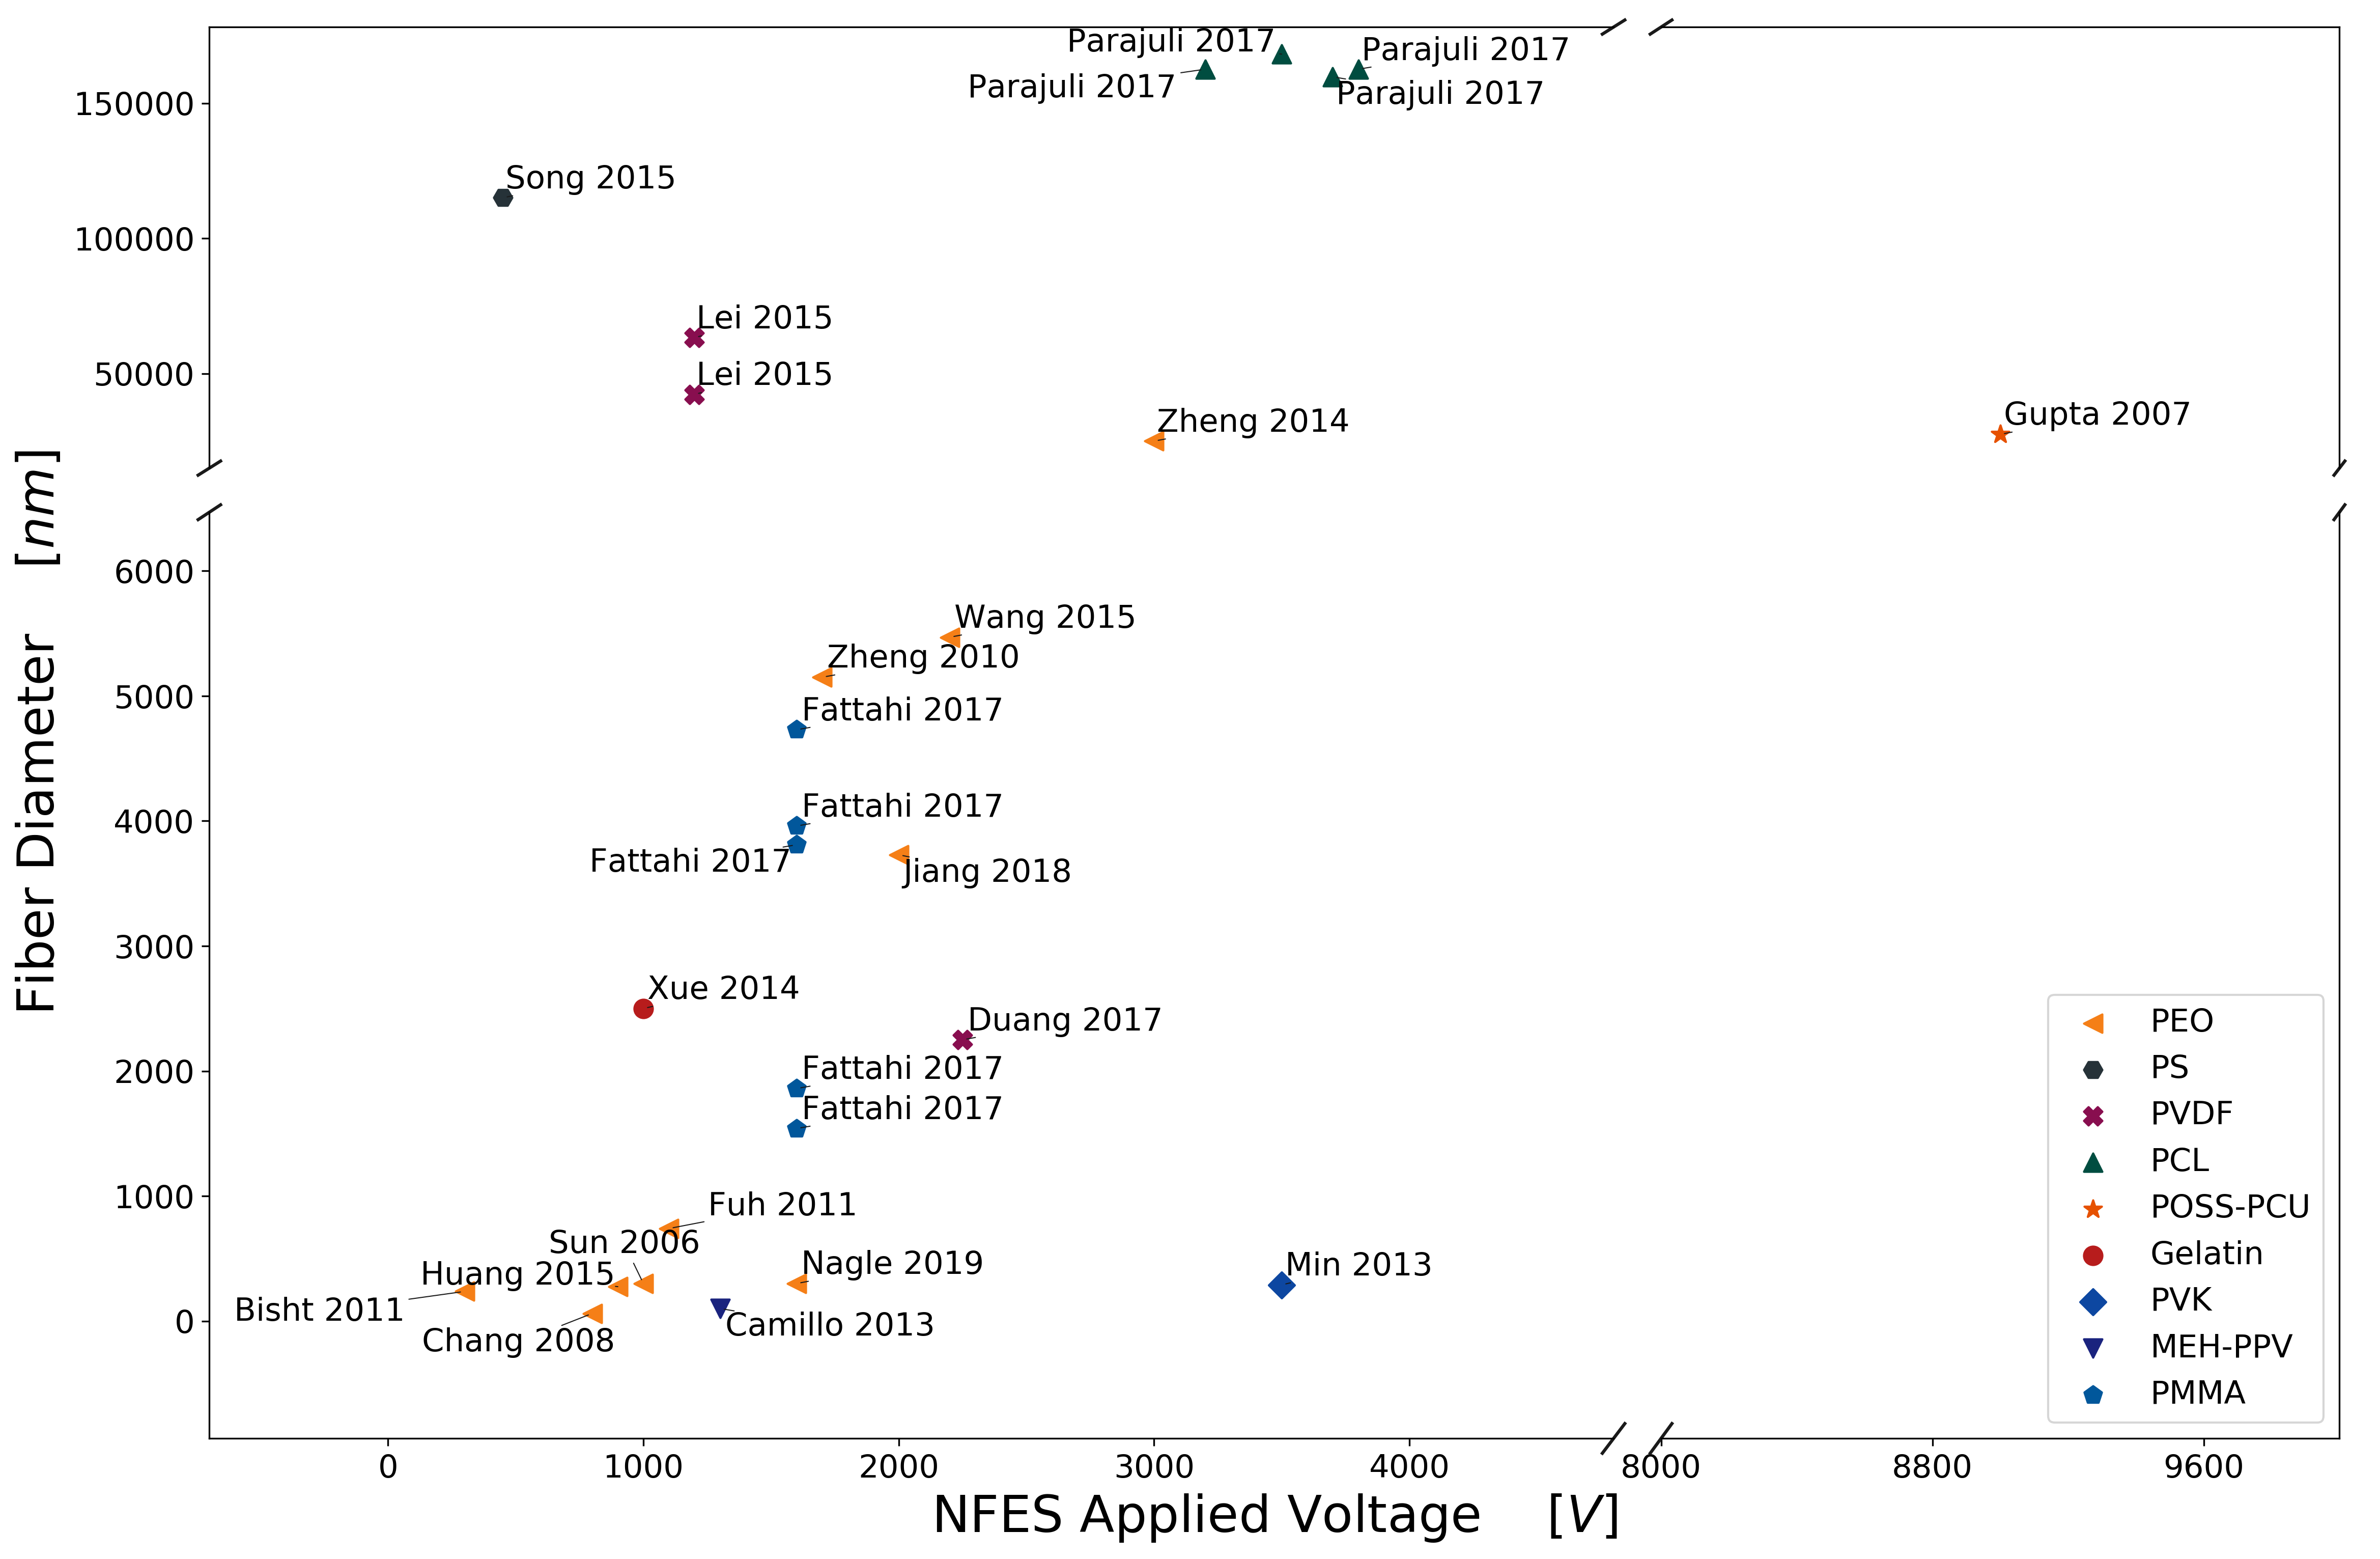 Parajuli 2017
Parajuli 2017
Parajuli 2017
Parajuli 2017
150000
Song 2015
100000
Lei 2015
50000
Lei 2015
Zheng 2014
Gupta 2007
Fiber Diameter [nm]
6000
Wang 2015
Zheng 2010
5000
Fattahi 2017
4000
Fattahi 2017
Fattahi 2017
Jiang 2018
3000
Xue 2014
Duang 2017
2000
Fattahi 2017
Fattahi 2017
1000
Fuh 2011
Sun 2006
Huang 2015
Nagle 2019
Min 2013
Bisht 2011
0
Camillo 2013
Chang 2008
PEO
PS
PVDF
PCL
POSS-PCU
Gelatin
PVK
MEH-PPV
PMMA
0 1000 2000 3000 4000 8000 8800 9600
NFES Applied Voltage [V]